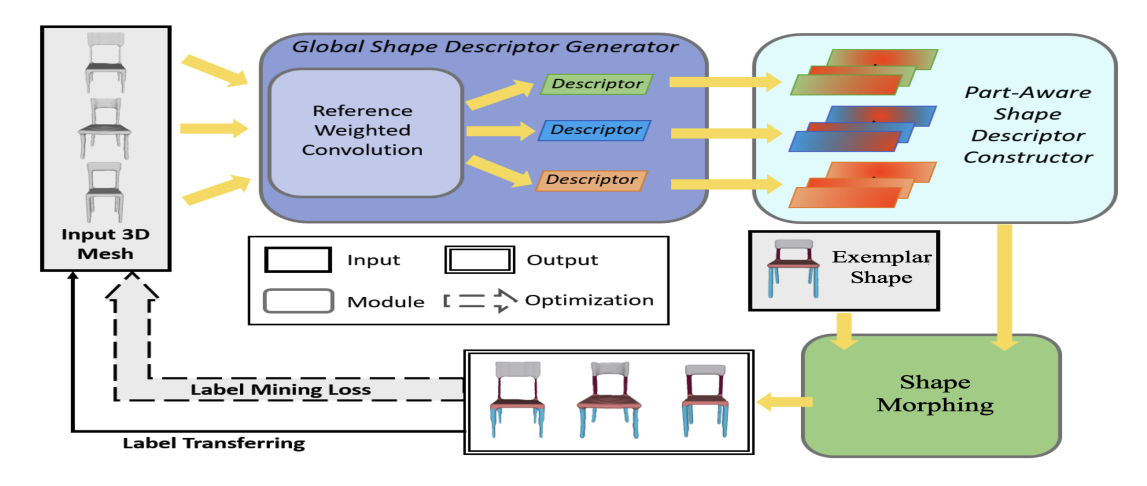 Global Shape Descriptor Generator
Reference
Weighted
Convolution
Descriptor
Descriptor
Descriptor
Part-Aware
Shape
Descriptor
Constructor
Input 3D
Mesh
Input
Output
Module
Optimization
Exemplar
Shape
Shape
Morphing
Label Mining Loss
Label Transferring